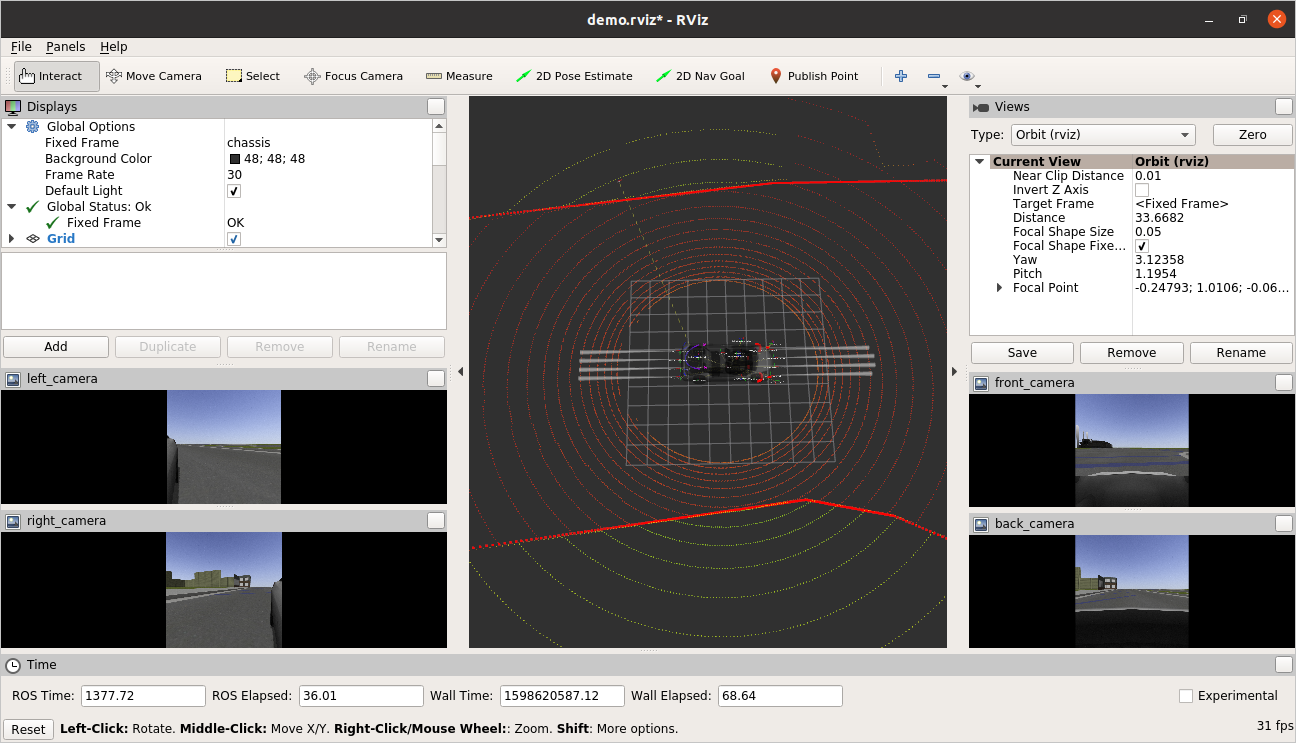 demo.rviz* - RViz
File Panels Help
Interact Move Camera Select Focus Camera Measure 2D Pose Estimate 2D Nav Goal Publish Point
Displays
Global Options
Fixed Frame chassis
Background Color 48; 48; 48
Frame Rate 30
Default Light
Global Status: Ok
Fixed Frame OK
Grid
Add Duplicate Remove Rename
left_camera
right_camera
Views
Type: Orbit (rviz) Zero
Current View Orbit (rviz)
Near Clip Distance 0.01
Invert Z Axis
Target Frame <Fixed Frame>
Distance 33.6682
Focal Shape Size 0.05
Focal Shape Fixe...
Yaw 3.12358
Pitch 1.1954
Focal Point -0.24793; 1.0106; -0.06...
Save Remove Rename
front_camera
back_camera
Time
ROS Time: 1377.72 ROS Elapsed: 36.01 Wall Time: 1598620587.12 Wall Elapsed: 68.64 Experimental
Reset Left-Click: Rotate. Middle-Click: Move X/Y. Right-Click/Mouse Wheel:: Zoom. Shift: More options. 31 fps